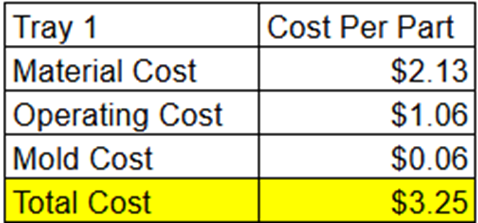 Tray 1 Cost Per Part
Material Cost $2.13
Operating Cost $1.06
Mold Cost $0.06
Total Cost $3.25